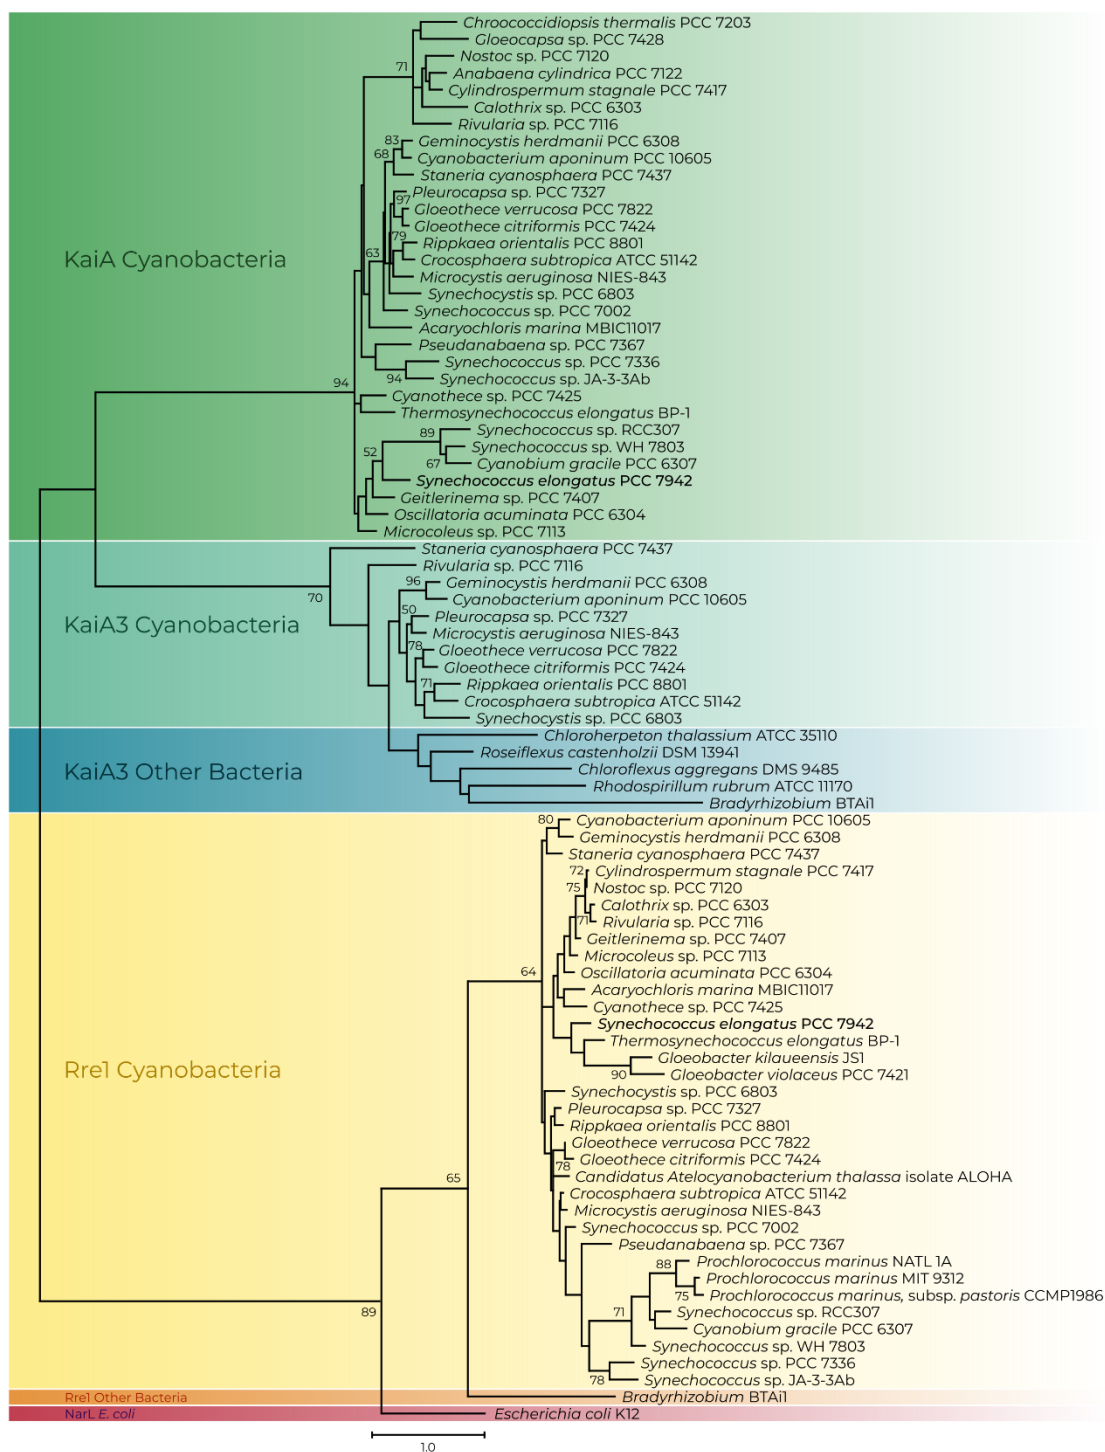 Chroococcidiopsis thermalis PCC 7203
Gloeocapsa sp. PCC 7428
Nostoc sp. PCC 7120
71
Anabaena cylindrica PCC 7122
Cylindrospermum stagnale PCC 7417
Calothrix sp. PCC 6303
Rivularia sp. PCC 7116
83
Geminocystis herdmanii PCC 6308
68
Cyanobacterium aponinum PCC 10605
Staneria cyanosphaera PCC 7437
Pleurocapsa sp. PCC 7327
97
Gloeothece verrucosa PCC 7822
Gloeothece citriformis PCC 7424
79
Rippkaea orientalis PCC 8801
63
KaiA Cyanobacteria
Crocosphaera subtropica ATCC 51142
Microcystis aeruginosa NIES-843
Synechocystis sp. PCC 6803
Synechococcus sp. PCC 7002
Acaryochloris marina MBIC11017
Pseudanabaena sp. PCC 7367
Synechococcus sp. PCC 7336
94
Synechococcus sp. JA-3-3Ab
94
Cyanothece sp. PCC 7425
Thermosynechococcus elongatus BP-1
89
Synechococcus sp. RCC307
52
Synechococcus sp. WH 7803
67
Cyanobium gracile PCC 6307
Synechococcus elongatus PCC 7942
Geitlerinema sp. PCC 7407
Oscillatoria acuminata PCC 6304
Microcoleus sp. PCC 7113
Staneria cyanosphaera PCC 7437
Rivularia sp. PCC 7116
96
Geminocystis herdmanii PCC 6308
70
Cyanobacterium aponinum PCC 10605
50
Pleurocapsa sp. PCC 7327
KaiA3 Cyanobacteria
Microcystis aeruginosa NIES-843
78
Gloeothece verrucosa PCC 7822
Gloeothece citriformis PCC 7424
71
Rippkaea orientalis PCC 8801
Crocosphaera subtropica ATCC 51142
Synechocystis sp. PCC 6803
Chloroherpeton thalassium ATCC 35110
Roseiflexus castenholzii DSM 13941
KaiA3 Other Bacteria
Chloroflexus aggregans DMS 9485
Rhodospirillum rubrum ATCC 11170
Bradyrhizobium BTAi1
80
Cyanobacterium aponinum PCC 10605
Geminocystis herdmanii PCC 6308
Staneria cyanosphaera PCC 7437
72
Cylindrospermum stagnale PCC 7417
75
Nostoc sp. PCC 7120
Calothrix sp. PCC 6303
71
Rivularia sp. PCC 7116
Geitlerinema sp. PCC 7407
Microcoleus sp. PCC 7113
64
Oscillatoria acuminata PCC 6304
Acaryochloris marina MBIC11017
Cyanothece sp. PCC 7425
Synechococcus elongatus PCC 7942
Thermosynechococcus elongatus BP-1
Gloeobacter kilaueensis JS1
Rre1 Cyanobacteria
90
Gloeobacter violaceus PCC 7421
Synechocystis sp. PCC 6803
Pleurocapsa sp. PCC 7327
Rippkaea orientalis PCC 8801
Gloeothece verrucosa PCC 7822
Gloeothece citriformis PCC 7424
78
65
Candidatus Atelocyanobacterium thalassa isolate ALOHA
Crocosphaera subtropica ATCC 51142
Microcystis aeruginosa NIES-843
Synechococcus sp. PCC 7002
Pseudanabaena sp. PCC 7367
88
Prochlorococcus marinus NATL 1A
Prochlorococcus marinus MIT 9312
75
Prochlorococcus marinus, subsp. pastoris CCMP1986
89
71
Synechococcus sp. RCC307
Cyanobium gracile PCC 6307
Synechococcus sp. WH 7803
Synechococcus sp. PCC 7336
78
Synechococcus sp. JA-3-3Ab
Rre1 Other Bacteria
Bradyrhizobium BTAi1
NarL E. coli
Escherichia coli K12
1.0